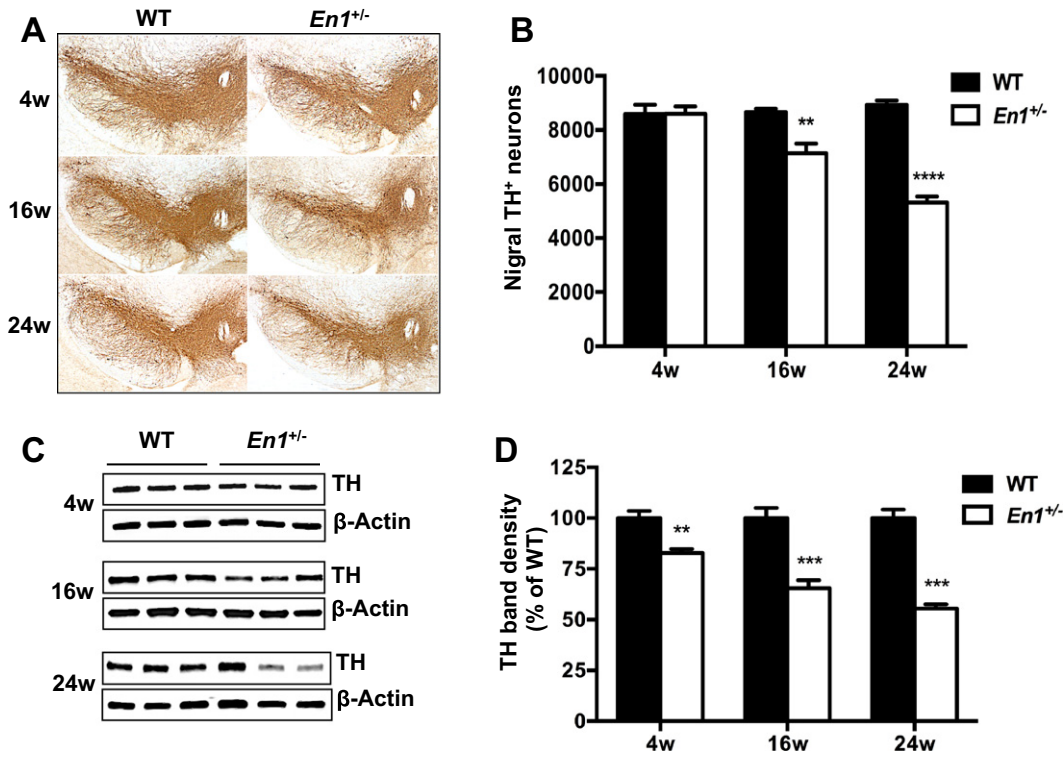 A
WT
En1+/-
4w
16w
24w
B
Nigral TH+ neurons
10000
8000
6000
4000
2000
0
**
****
4w
16w
24w
WT
En1+/-
C
WT
En1+/-
4w
TH
β-Actin
16w
TH
β-Actin
24w
TH
β-Actin
D
TH band density
(% of WT)
125
100
75
50
25
0
**
***
***
4w
16w
24w
WT
En1+/-